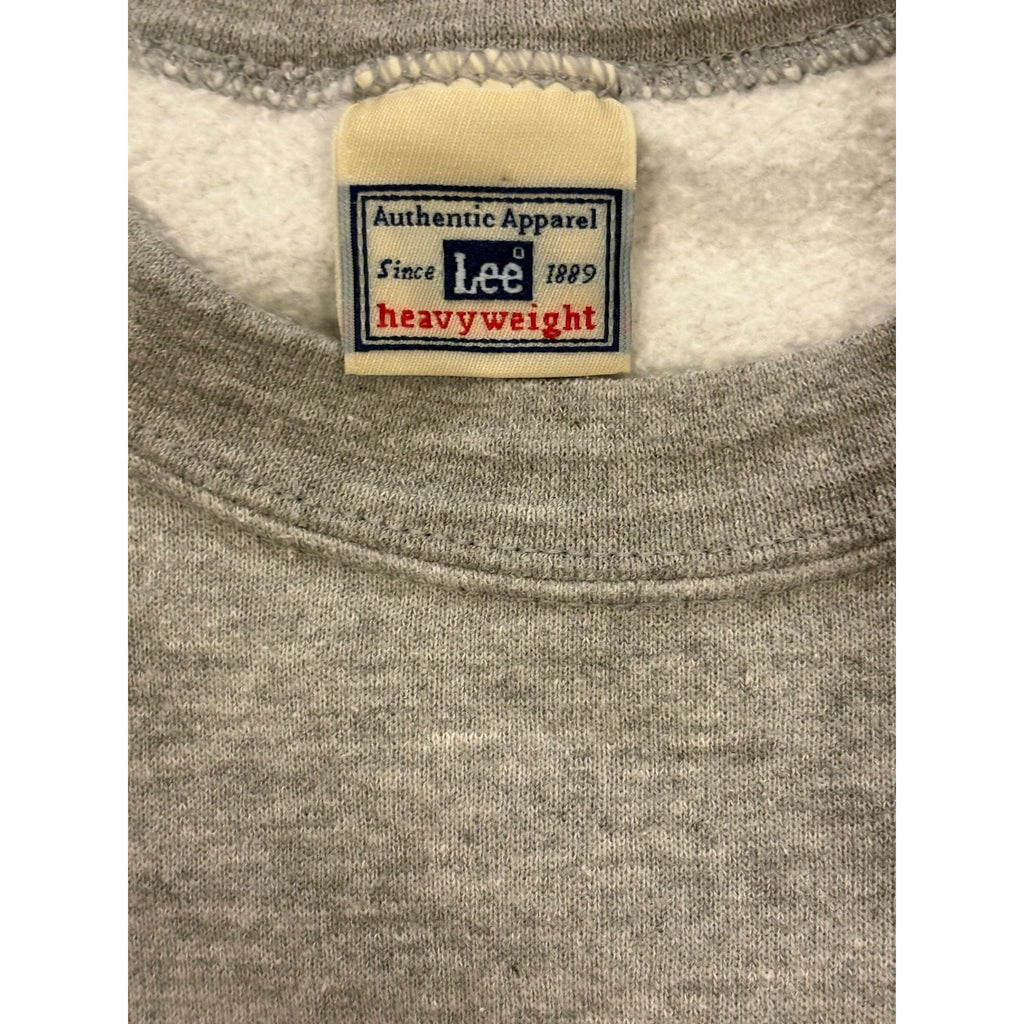 Authentic Apparel
Since Lee 1889
heavyweight